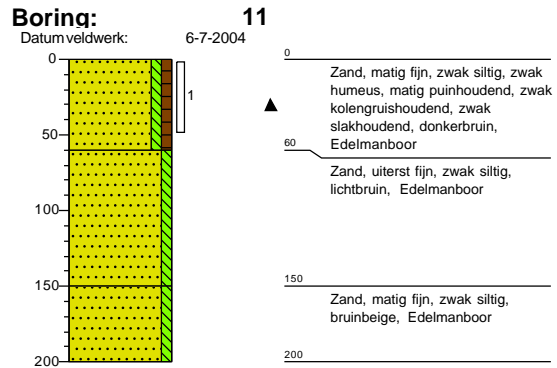 Boring: 11
Datum veldwerk: 6-7-2004
0
50
100
150
200
1
0
Zand, matig fijn, zwak siltig, zwak
humeus, matig puinhoudend, zwak
kolengruishoudend, zwak
slakhoudend, donkerbruin,
Edelmanboor
60
Zand, uiterst fijn, zwak siltig,
lichtbruin, Edelmanboor
150
Zand, matig fijn, zwak siltig,
bruinbeige, Edelmanboor
200